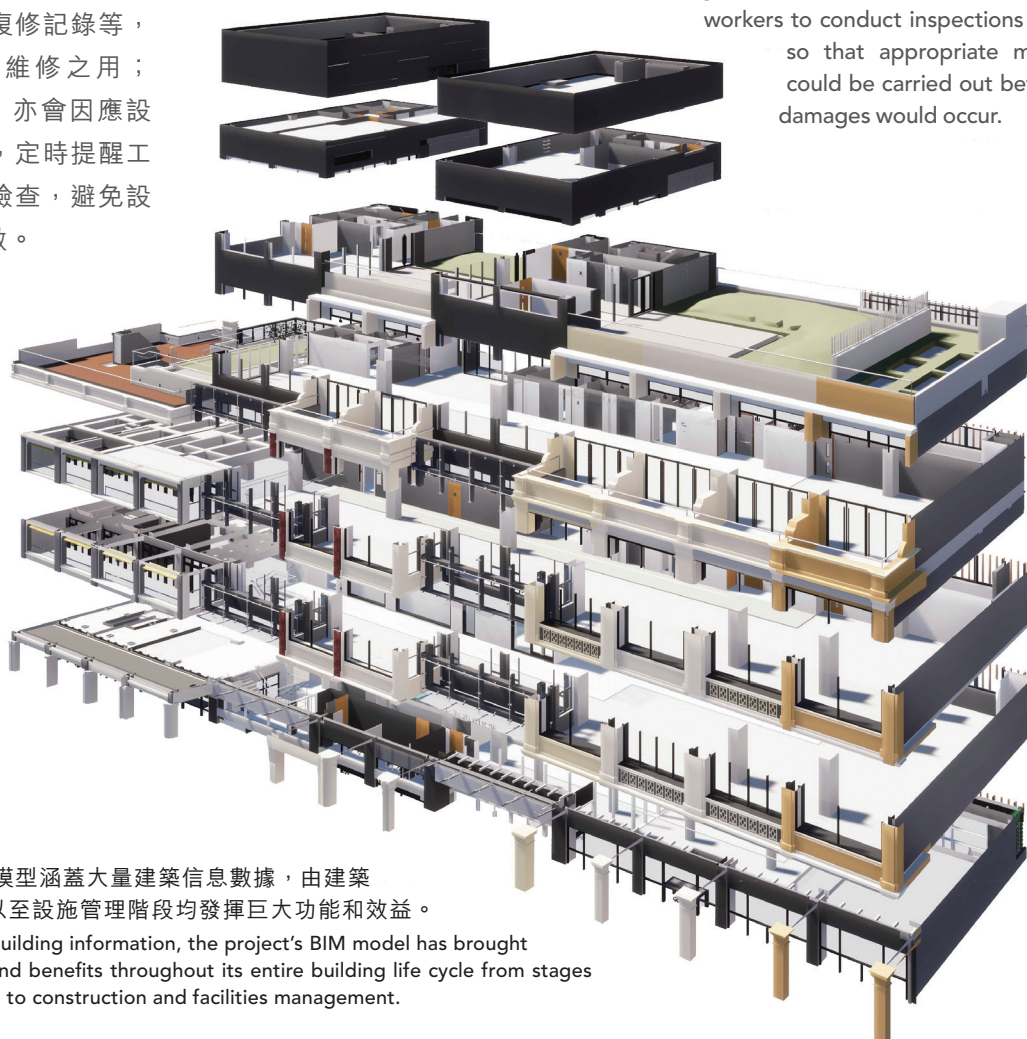 復修記錄等，
維修之用；
亦會因應設
，定時提醒工
檢查，避免設
。
workers to conduct inspections
so that appropriate
could be carried out
damages would occur.
模型涵蓋大量建築信息數據，由建築
以至設施管理階段均發揮巨大功能和效益。
building information, the project's BIM model has brought
and benefits throughout its entire building life cycle from stages
to construction and facilities management.